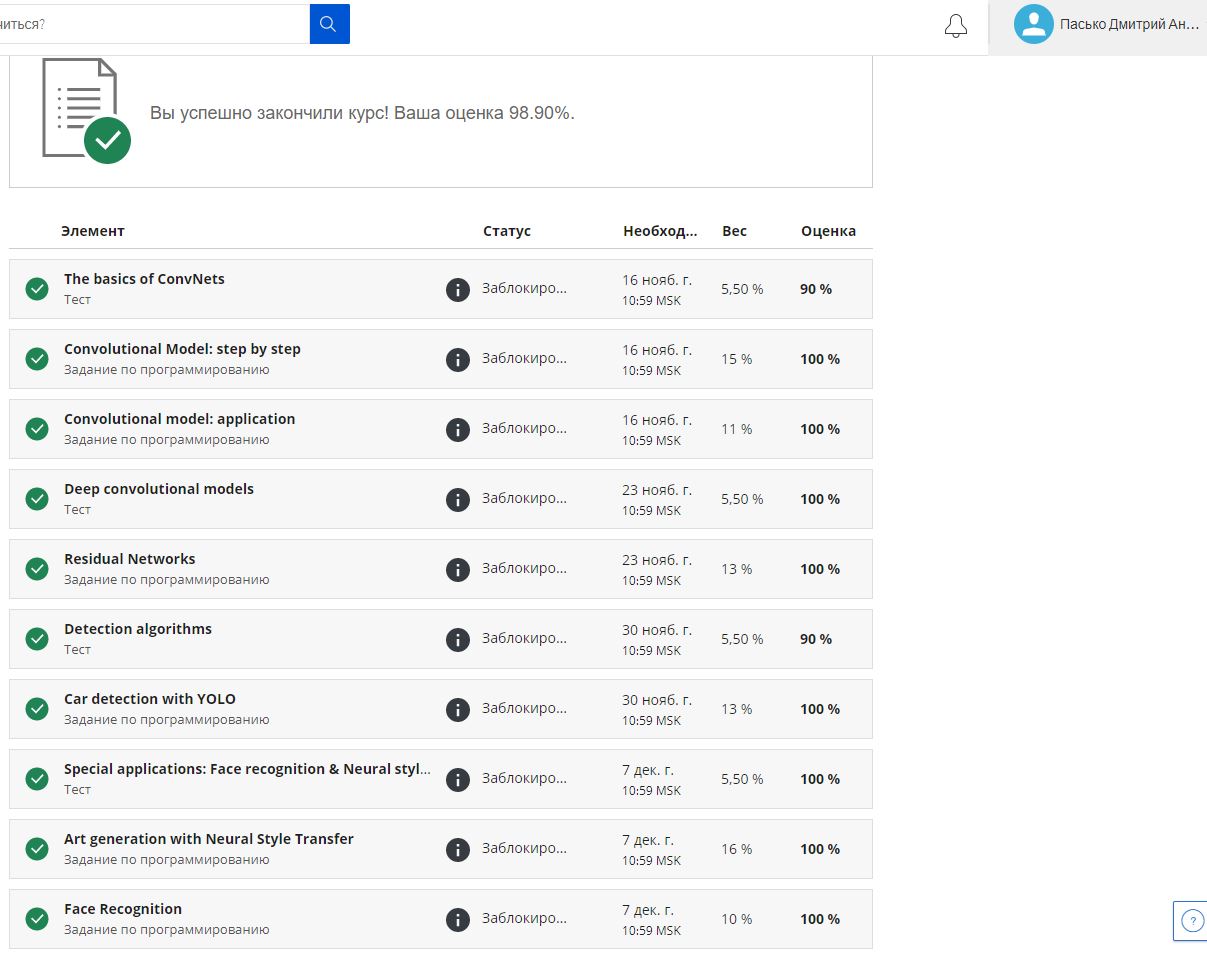 иться?
Пасько Дмитрий Ан...
Вы успешно закончили курс! Ваша оценка 98.90%.
Элемент Статус Необход... Вес Оценка
The basics of ConvNets
Тест
Заблокиро...
16 нояб. г.
10:59 MSK
5,50 %
90 %
Convolutional Model: step by step
Задание по программированию
Заблокиро...
16 нояб. г.
10:59 MSK
15 %
100 %
Convolutional model: application
Задание по программированию
Заблокиро...
16 нояб. г.
10:59 MSK
11 %
100 %
Deep convolutional models
Тест
Заблокиро...
23 нояб. г.
10:59 MSK
5,50 %
100 %
Residual Networks
Задание по программированию
Заблокиро...
23 нояб. г.
10:59 MSK
13 %
100 %
Detection algorithms
Тест
Заблокиро...
30 нояб. г.
10:59 MSK
5,50 %
90 %
Car detection with YOLO
Задание по программированию
Заблокиро...
30 нояб. г.
10:59 MSK
13 %
100 %
Special applications: Face recognition & Neural styl...
Тест
Заблокиро...
7 дек. г.
10:59 MSK
5,50 %
100 %
Art generation with Neural Style Transfer
Задание по программированию
Заблокиро...
7 дек. г.
10:59 MSK
16 %
100 %
Face Recognition
Задание по программированию
Заблокиро...
7 дек. г.
10:59 MSK
10 %
100 %
?